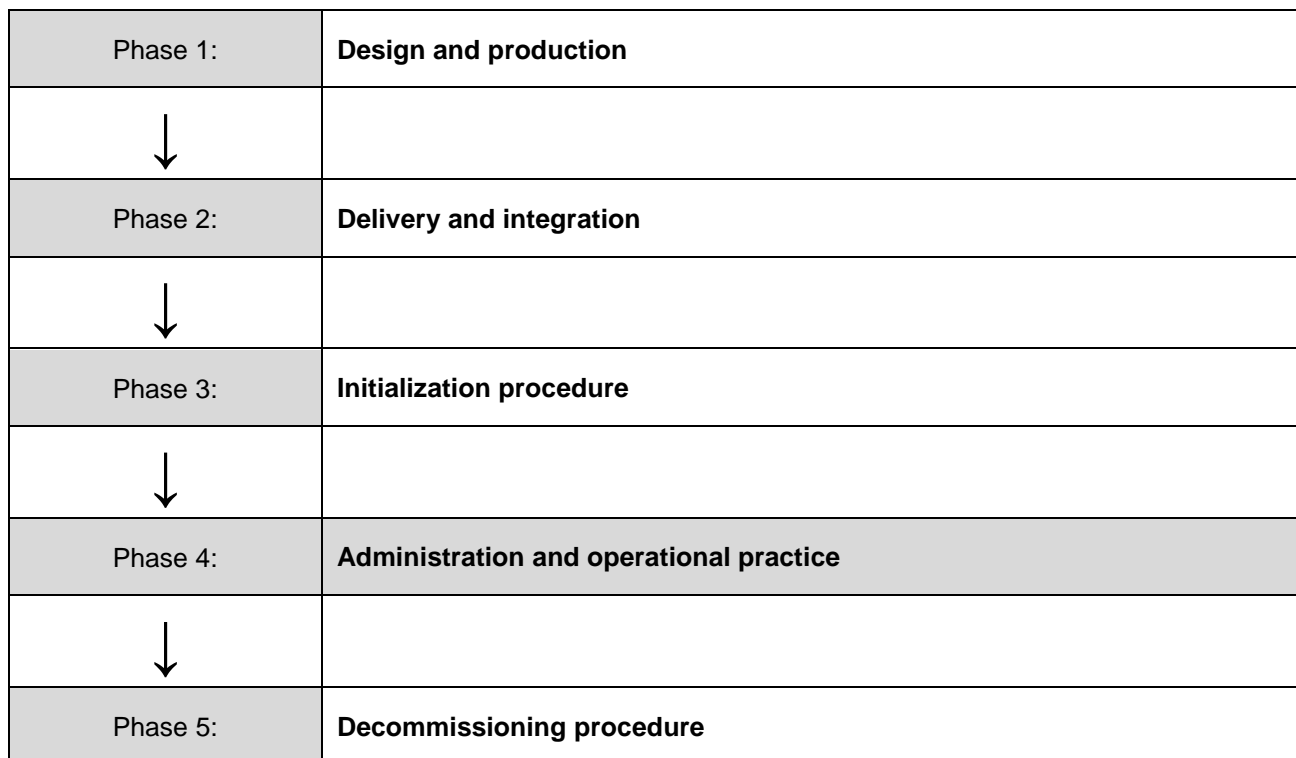 Phase 1: Design and production
↓
Phase 2: Delivery and integration
↓
Phase 3: Initialization procedure
↓
Phase 4: Administration and operational practice
↓
Phase 5: Decommissioning procedure